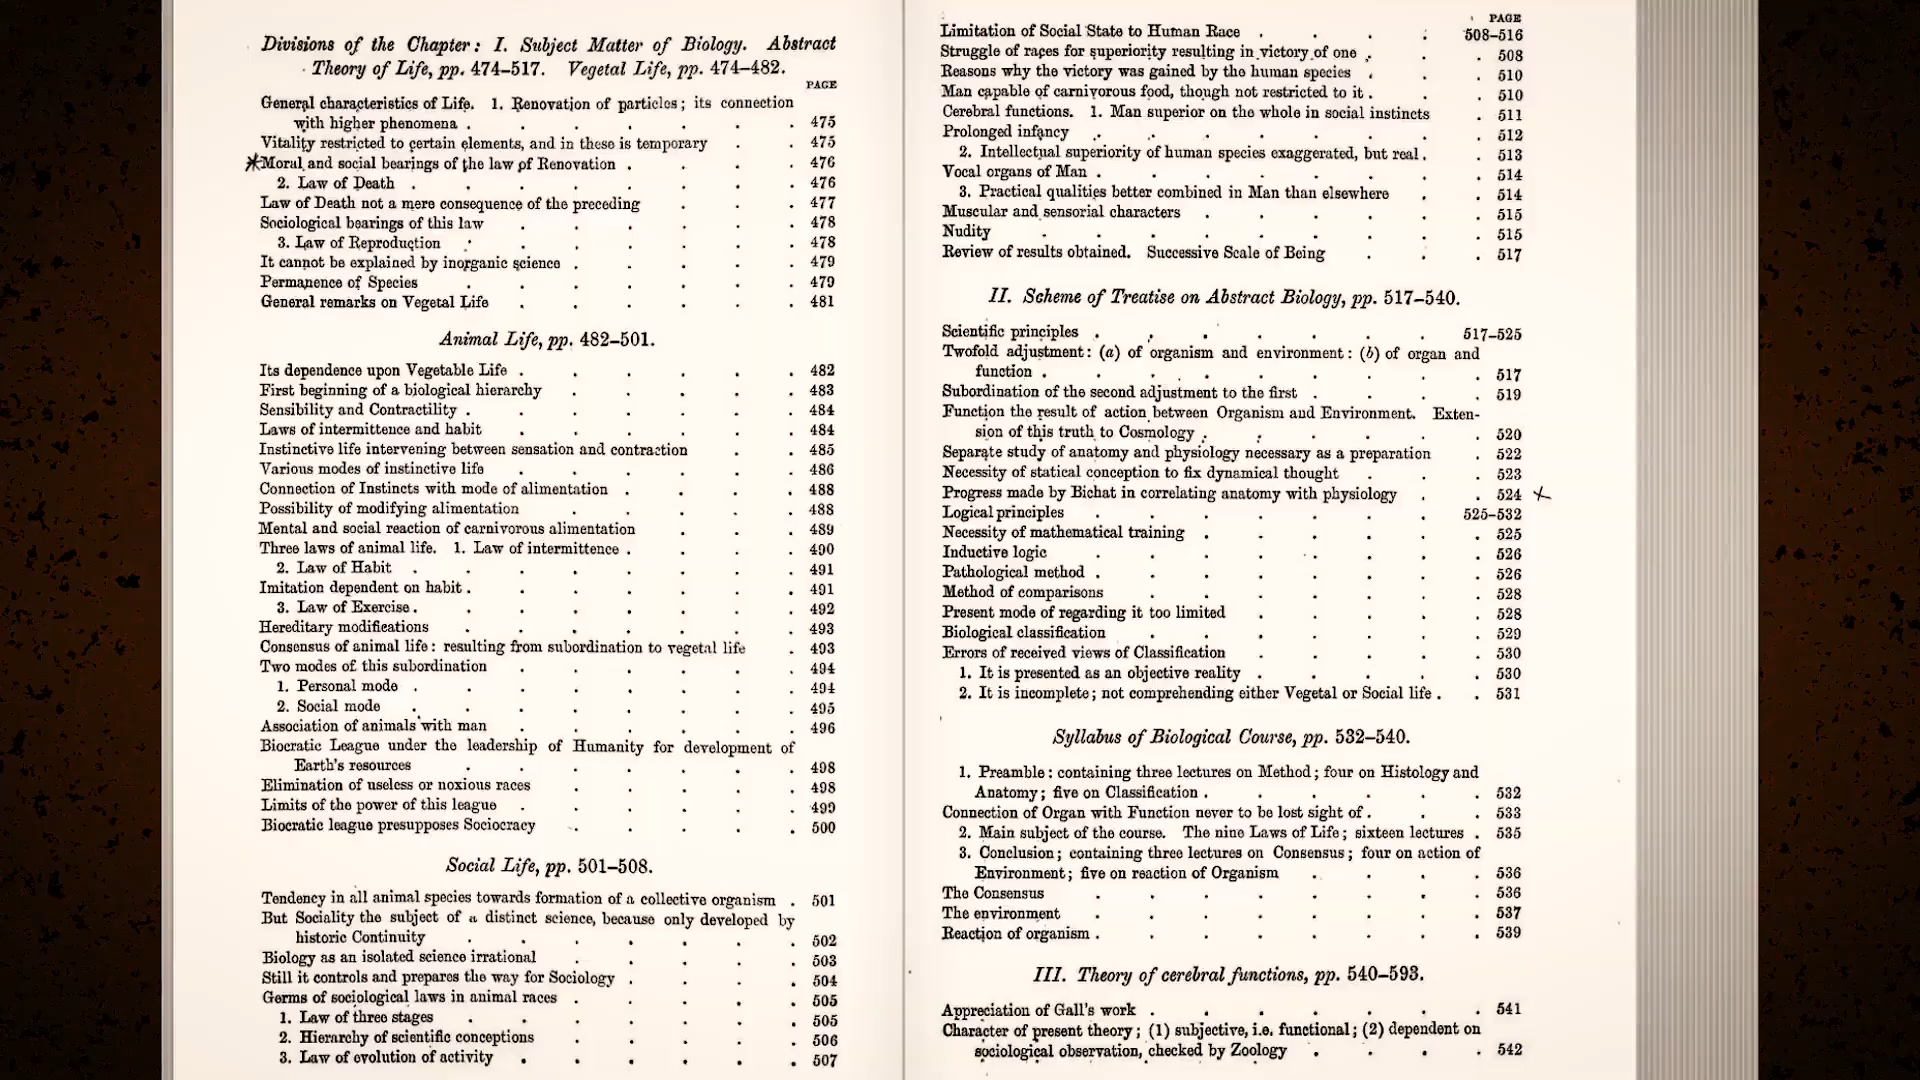 Divisions of the Chapter: I. Subject Matter of Biology. Abstract
Theory of Life, pp. 474–517. Vegetal Life, pp. 474–482.
PAGE
General characteristics of Life. 1. Renovation of particles; its connection
with higher phenomena . . . . . . . 475
Vitality restricted to certain elements, and in these is temporary . . 475
*Moral and social bearings of the law of Renovation . . . . 476
2. Law of Death . . . . . . . . 476
Law of Death not a mere consequence of the preceding . . . 477
Sociological bearings of this law . . . . . . 478
3. Law of Reproduction . . . . . . . 478
It cannot be explained by inorganic science . . . . . 479
Permanence of Species . . . . . . . 479
General remarks on Vegetal Life . . . . . . 481
Animal Life, pp. 482–501.
Its dependence upon Vegetable Life . . . . . . 482
First beginning of a biological hierarchy . . . . . 483
Sensibility and Contractility . . . . . . . 484
Laws of intermittence and habit . . . . . . 484
Instinctive life intervening between sensation and contraction . . 485
Various modes of instinctive life . . . . . . 486
Connection of Instincts with mode of alimentation . . . . 488
Possibility of modifying alimentation . . . . . 488
Mental and social reaction of carnivorous alimentation . . . 489
Three laws of animal life. 1. Law of intermittence . . . . 490
2. Law of Habit . . . . . . . . 491
Imitation dependent on habit . . . . . . . 491
3. Law of Exercise . . . . . . . . 492
Hereditary modifications . . . . . . . 493
Consensus of animal life: resulting from subordination to vegetal life . 493
Two modes of this subordination . . . . . . 494
1. Personal mode . . . . . . . . 494
2. Social mode . . . . . . . . 495
Association of animals with man . . . . . . 496
Biocratic League under the leadership of Humanity for development of
Earth's resources . . . . . . . 498
Elimination of useless or noxious races . . . . . 498
Limits of the power of this league . . . . . . 499
Biocratic league presupposes Sociocracy . . . . . 500
Social Life, pp. 501–508.
Tendency in all animal species towards formation of a collective organism . 501
But Sociality the subject of a distinct science, because only developed by
historic Continuity . . . . . . . 502
Biology as an isolated science irrational . . . . . 503
Still it controls and prepares the way for Sociology . . . . 504
Germs of sociological laws in animal races . . . . . 505
1. Law of three stages . . . . . . . 505
2. Hierarchy of scientific conceptions . . . . . 506
3. Law of evolution of activity . . . . . . 507
PAGE
Limitation of Social State to Human Race . . . . 508–516
Struggle of races for superiority resulting in victory of one . . . 508
Reasons why the victory was gained by the human species . . . 510
Man capable of carnivorous food, though not restricted to it . . . 510
Cerebral functions. 1. Man superior on the whole in social instincts . 511
Prolonged infancy . . . . . . . . 512
2. Intellectual superiority of human species exaggerated, but real . . 513
Vocal organs of Man . . . . . . . . 514
3. Practical qualities better combined in Man than elsewhere . . 514
Muscular and sensorial characters . . . . . . 515
Nudity . . . . . . . . . 515
Review of results obtained. Successive Scale of Being . . . 517
II. Scheme of Treatise on Abstract Biology, pp. 517–540.
Scientific principles . . . . . . . 517–525
Twofold adjustment: (a) of organism and environment: (b) of organ and
function . . . . . . . . . 517
Subordination of the second adjustment to the first . . . . 519
Function the result of action between Organism and Environment. Exten-
sion of this truth to Cosmology . . . . . . 520
Separate study of anatomy and physiology necessary as a preparation . 522
Necessity of statical conception to fix dynamical thought . . . 523
Progress made by Bichat in correlating anatomy with physiology . . 524 ×
Logical principles . . . . . . . 525–532
Necessity of mathematical training . . . . . . 525
Inductive logic . . . . . . . . 526
Pathological method . . . . . . . . 526
Method of comparisons . . . . . . . 528
Present mode of regarding it too limited . . . . . 528
Biological classification . . . . . . . 529
Errors of received views of Classification . . . . . 530
1. It is presented as an objective reality . . . . . 530
2. It is incomplete; not comprehending either Vegetal or Social life . . 531
Syllabus of Biological Course, pp. 532–540.
1. Preamble: containing three lectures on Method; four on Histology and
Anatomy; five on Classification . . . . . . 532
Connection of Organ with Function never to be lost sight of . . . 533
2. Main subject of the course. The nine Laws of Life; sixteen lectures . 535
3. Conclusion; containing three lectures on Consensus; four on action of
Environment; five on reaction of Organism . . . . 536
The Consensus . . . . . . . . 536
The environment . . . . . . . . 537
Reaction of organism . . . . . . . . 539
III. Theory of cerebral functions, pp. 540–593.
Appreciation of Gall's work . . . . . . . 541
Character of present theory; (1) subjective, i.e. functional; (2) dependent on
sociological observation, checked by Zoology . . . . 542